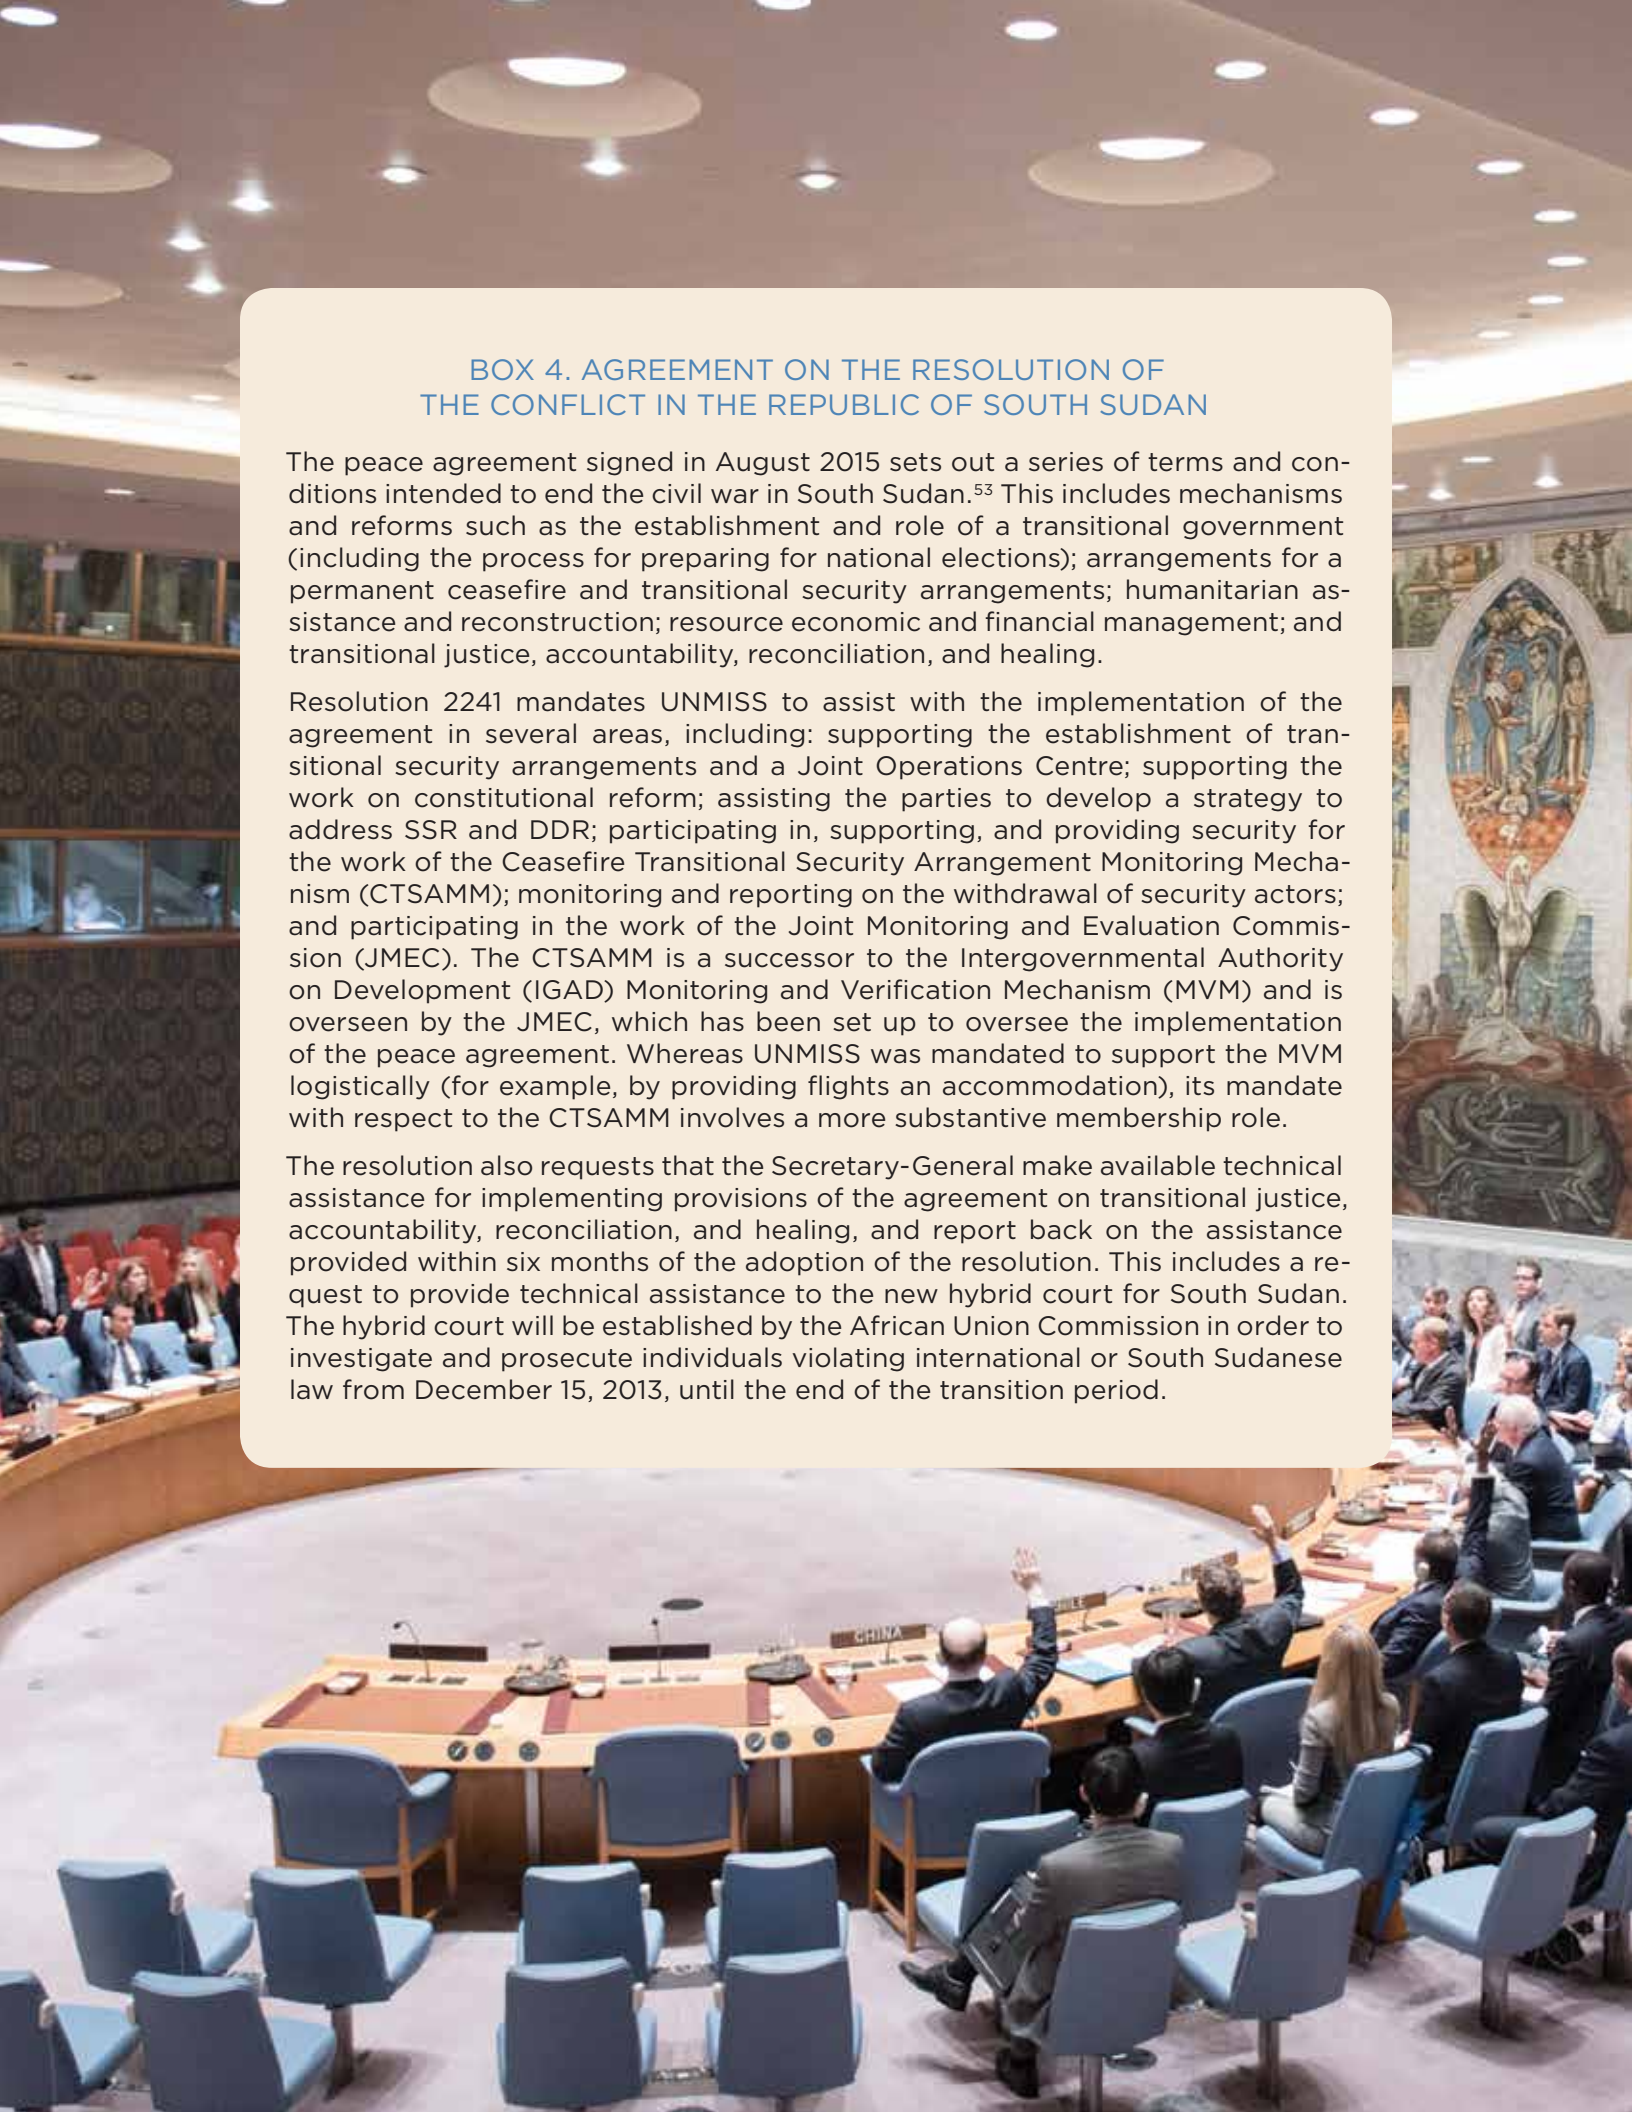 BOX 4. AGREEMENT ON THE RESOLUTION OF
THE CONFLICT IN THE REPUBLIC OF SOUTH SUDAN
The peace agreement signed in August 2015 sets out a series of terms and con-
ditions intended to end the civil war in South Sudan.53 This includes mechanisms
and reforms such as the establishment and role of a transitional government
(including the process for preparing for national elections); arrangements for a
permanent ceasefire and transitional security arrangements; humanitarian as-
sistance and reconstruction; resource economic and financial management; and
transitional justice, accountability, reconciliation, and healing.
Resolution 2241 mandates UNMISS to assist with the implementation of the
agreement in several areas, including: supporting the establishment of tran-
sitional security arrangements and a Joint Operations Centre; supporting the
work on constitutional reform; assisting the parties to develop a strategy to
address SSR and DDR; participating in, supporting, and providing security for
the work of the Ceasefire Transitional Security Arrangement Monitoring Mecha-
nism (CTSAMM); monitoring and reporting on the withdrawal of security actors;
and participating in the work of the Joint Monitoring and Evaluation Commis-
sion (JMEC). The CTSAMM is a successor to the Intergovernmental Authority
on Development (IGAD) Monitoring and Verification Mechanism (MVM) and is
overseen by the JMEC, which has been set up to oversee the implementation
of the peace agreement. Whereas UNMISS was mandated to support the MVM
logistically (for example, by providing flights an accommodation), its mandate
with respect to the CTSAMM involves a more substantive membership role.
The resolution also requests that the Secretary-General make available technical
assistance for implementing provisions of the agreement on transitional justice,
accountability, reconciliation, and healing, and report back on the assistance
provided within six months of the adoption of the resolution. This includes a re-
quest to provide technical assistance to the new hybrid court for South Sudan.
The hybrid court will be established by the African Union Commission in order to
investigate and prosecute individuals violating international or South Sudanese
law from December 15, 2013, until the end of the transition period.
CHINA